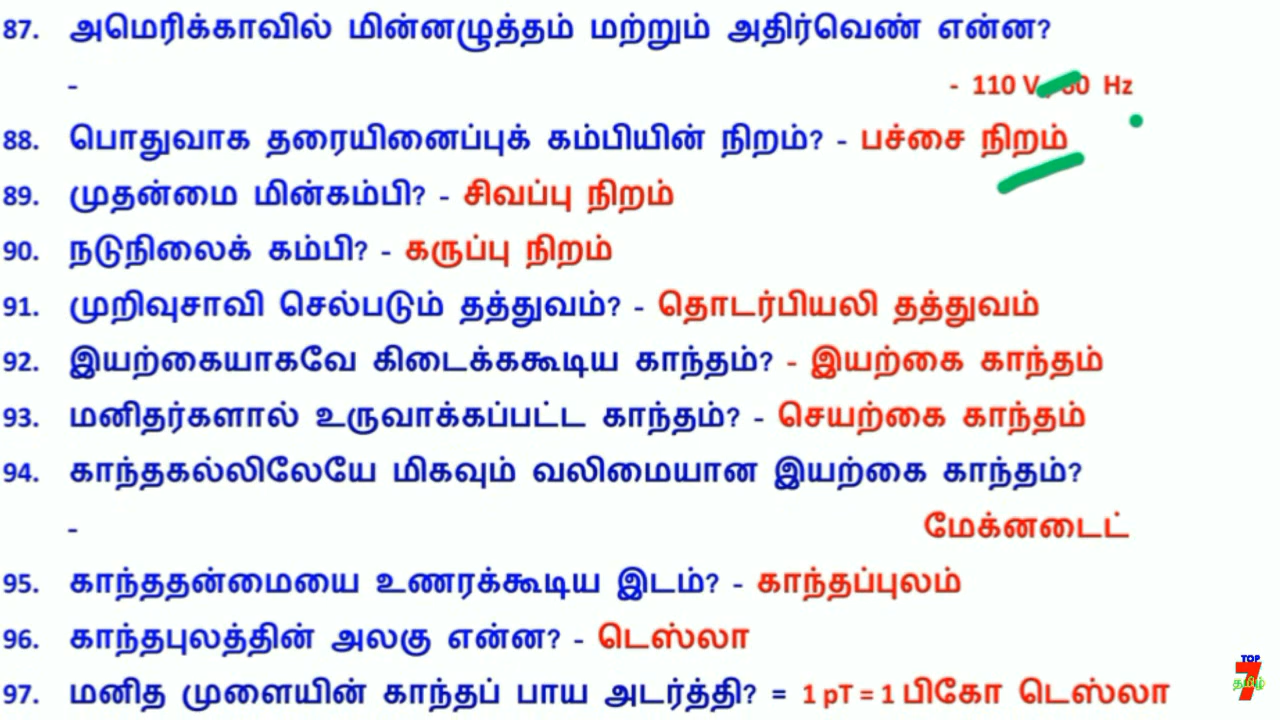 87. அமெரிக்காவில் மின்னழுத்தம் மற்றும் அதிர்வெண் என்ன?
- - 110 V, 60 Hz
88. பொதுவாக தரையினைப்புக் கம்பியின் நிறம்? - பச்சை நிறம்
89. முதன்மை மின்கம்பி? - சிவப்பு நிறம்
90. நடுநிலைக் கம்பி? - கருப்பு நிறம்
91. முறிவுசாவி செல்படும் தத்துவம்? - தொடர்பியலி தத்துவம்
92. இயற்கையாகவே கிடைக்ககூடிய காந்தம்? - இயற்கை காந்தம்
93. மனிதர்களால் உருவாக்கப்பட்ட காந்தம்? - செயற்கை காந்தம்
94. காந்தகல்லிலேயே மிகவும் வலிமையான இயற்கை காந்தம்?
- மேக்னடைட்
95. காந்ததன்மையை உணரக்கூடிய இடம்? - காந்தப்புலம்
96. காந்தபுலத்தின் அலகு என்ன? - டெஸ்லா
97. மனித முளையின் காந்தப் பாய அடர்த்தி? = 1 pT = 1 பிகோ டெஸ்லா
TOP
7
தமிழ்